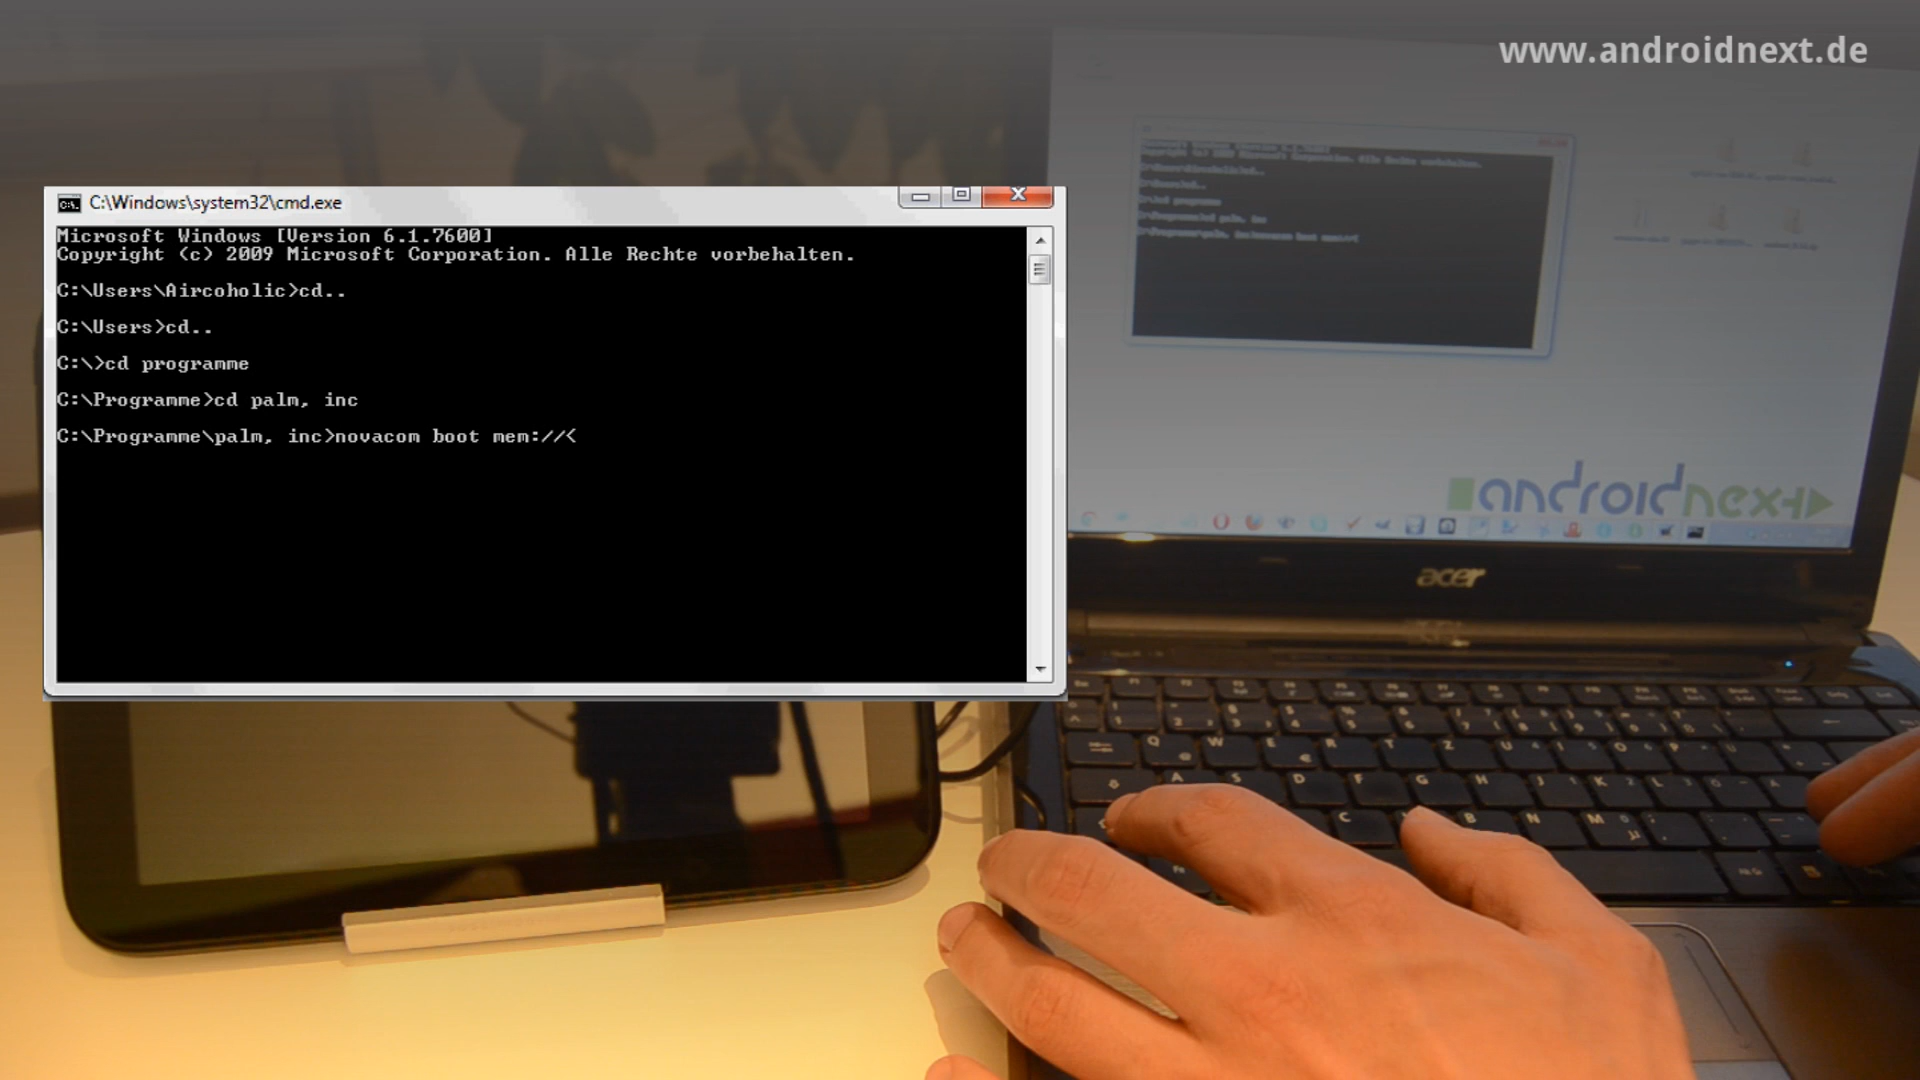 www.androidnext.de
C:\Windows\system32\cmd.exe
Microsoft Windows [Version 6.1.7600]
Copyright (c) 2009 Microsoft Corporation. Alle Rechte vorbehalten.
C:\Users\Aircoholic>cd..
C:\Users>cd..
C:\>cd programme
C:\Programme>cd palm, inc
C:\Programme\palm, inc>novacom boot mem://<
androidnext
acer
Q W E R T Z U I O P Ü
A S D F G H J K L Ö Ä
C B N M